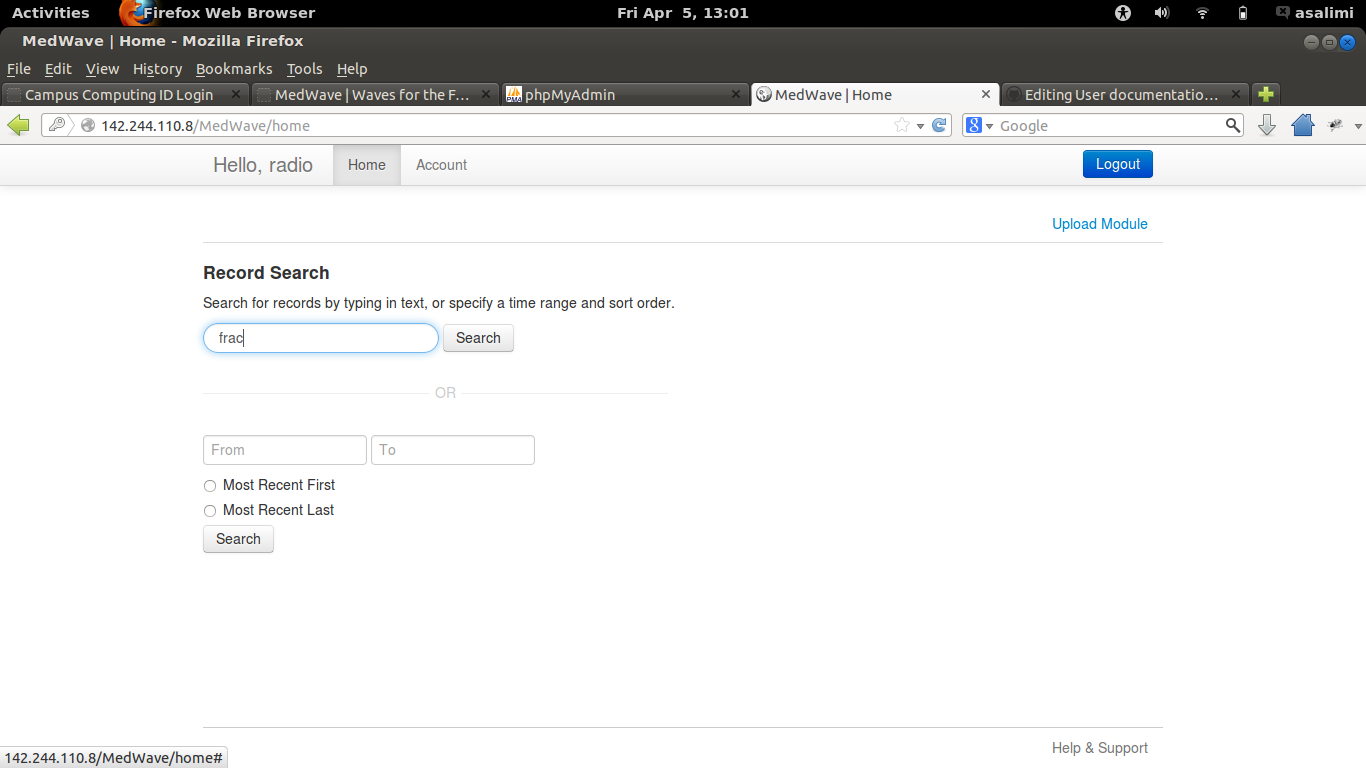 Activities Firefox Web Browser Fri Apr 5, 13:01 asalimi
MedWave | Home - Mozilla Firefox
File Edit View History Bookmarks Tools Help
Campus Computing ID Login MedWave | Waves for the F... phpMyAdmin MedWave | Home Editing User documentatio...
142.244.110.8/MedWave/home Google
Hello, radio Home Account Logout
Upload Module
Record Search
Search for records by typing in text, or specify a time range and sort order.
frac Search
OR
From To
Most Recent First
Most Recent Last
Search
Help & Support
142.244.110.8/MedWave/home#